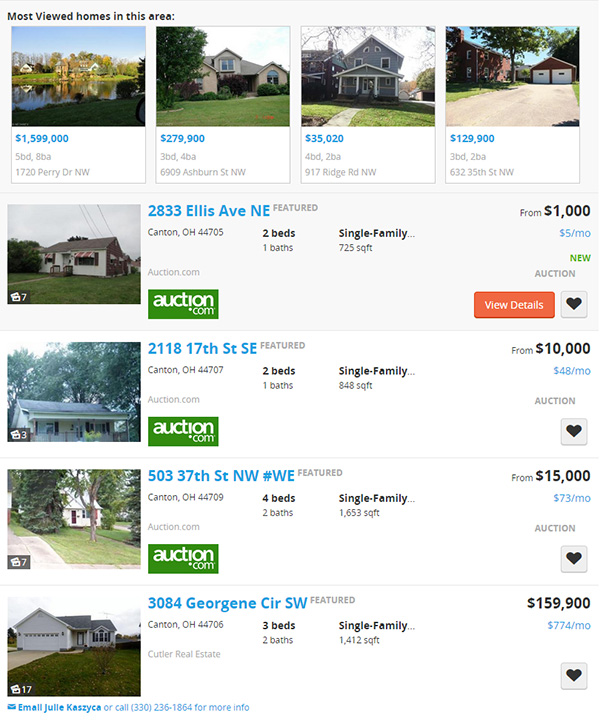 Most Viewed homes in this area:
$1,599,000
5bd, 8ba
1720 Perry Dr NW
$279,900
3bd, 4ba
6909 Ashburn St NW
$35,020
4bd, 2ba
917 Ridge Rd NW
$129,900
3bd, 2ba
632 35th St NW
2833 Ellis Ave NE FEATURED
From $1,000
Canton, OH 44705
2 beds
Single-Family...
$5/mo
1 baths
725 sqft
NEW
Auction.com
AUCTION
7
auction
.com
View Details
2118 17th St SE FEATURED
From $10,000
Canton, OH 44707
2 beds
Single-Family...
$48/mo
1 baths
848 sqft
Auction.com
AUCTION
3
auction
.com
503 37th St NW #WE FEATURED
From $15,000
Canton, OH 44709
4 beds
Single-Family...
$73/mo
2 baths
1,653 sqft
Auction.com
AUCTION
7
auction
.com
3084 Georgene Cir SW FEATURED
$159,900
Canton, OH 44706
3 beds
Single-Family...
$774/mo
2 baths
1,412 sqft
Cutler Real Estate
17
Email Julie Kaszyca or call (330) 236-1864 for more info